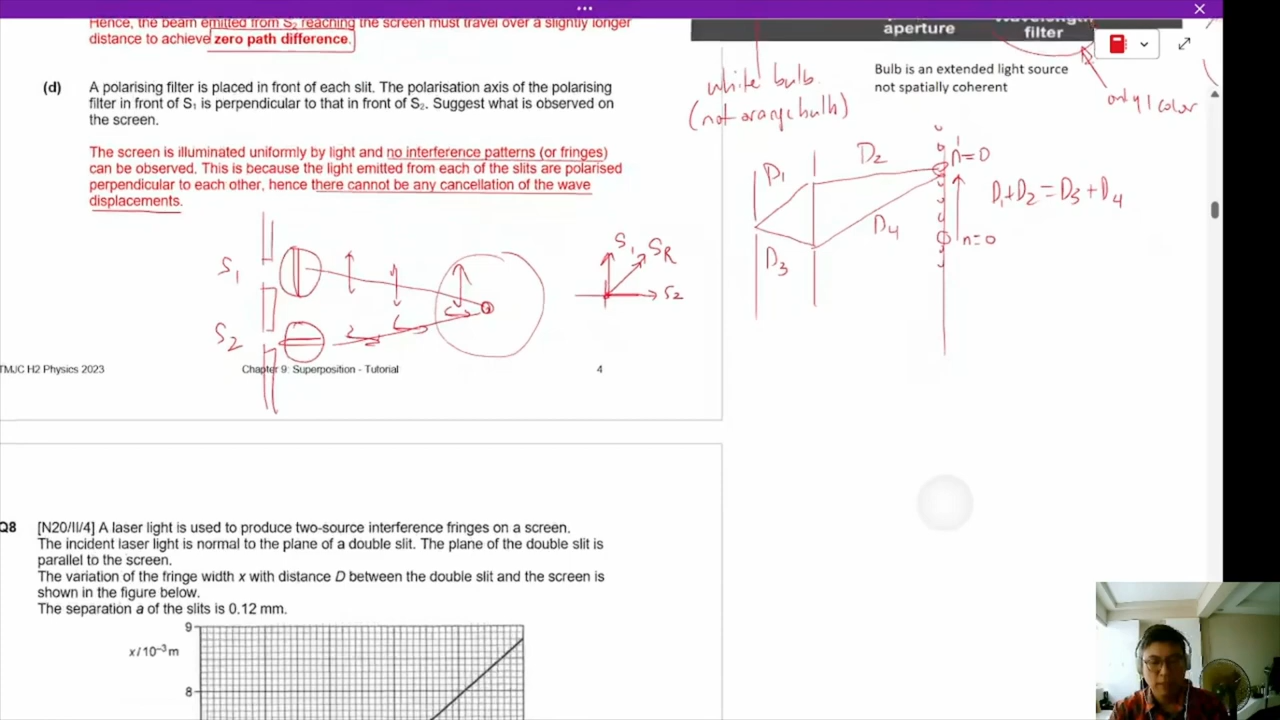 Hence, the beam emitted from S₂ reaching the screen must travel over a slightly longer
distance to achieve zero path difference.
(d) A polarising filter is placed in front of each slit. The polarisation axis of the polarising
filter in front of S₁ is perpendicular to that in front of S₂. Suggest what is observed on
the screen.
The screen is illuminated uniformly by light and no interference patterns (or fringes)
can be observed. This is because the light emitted from each of the slits are polarised
perpendicular to each other, hence there cannot be any cancellation of the wave
displacements.
S₁
S₂
S₁
SR
S₂
TMJC H2 Physics 2023
Chapter 9: Superposition - Tutorial
4
Q8 [N20/II/4] A laser light is used to produce two-source interference fringes on a screen.
The incident laser light is normal to the plane of a double slit. The plane of the double slit is
parallel to the screen.
The variation of the fringe width x with distance D between the double slit and the screen is
shown in the figure below.
The separation a of the slits is 0.12 mm.
9
x/10⁻³m
8
aperture
Wavelength
filter
Bulb is an extended light source
not spatially coherent
white bulb
(not orange bulb)
only 1 color
D₁
D₂
n=0
D₁+D₂=D₃+D₄
D₄
n=0
D₃